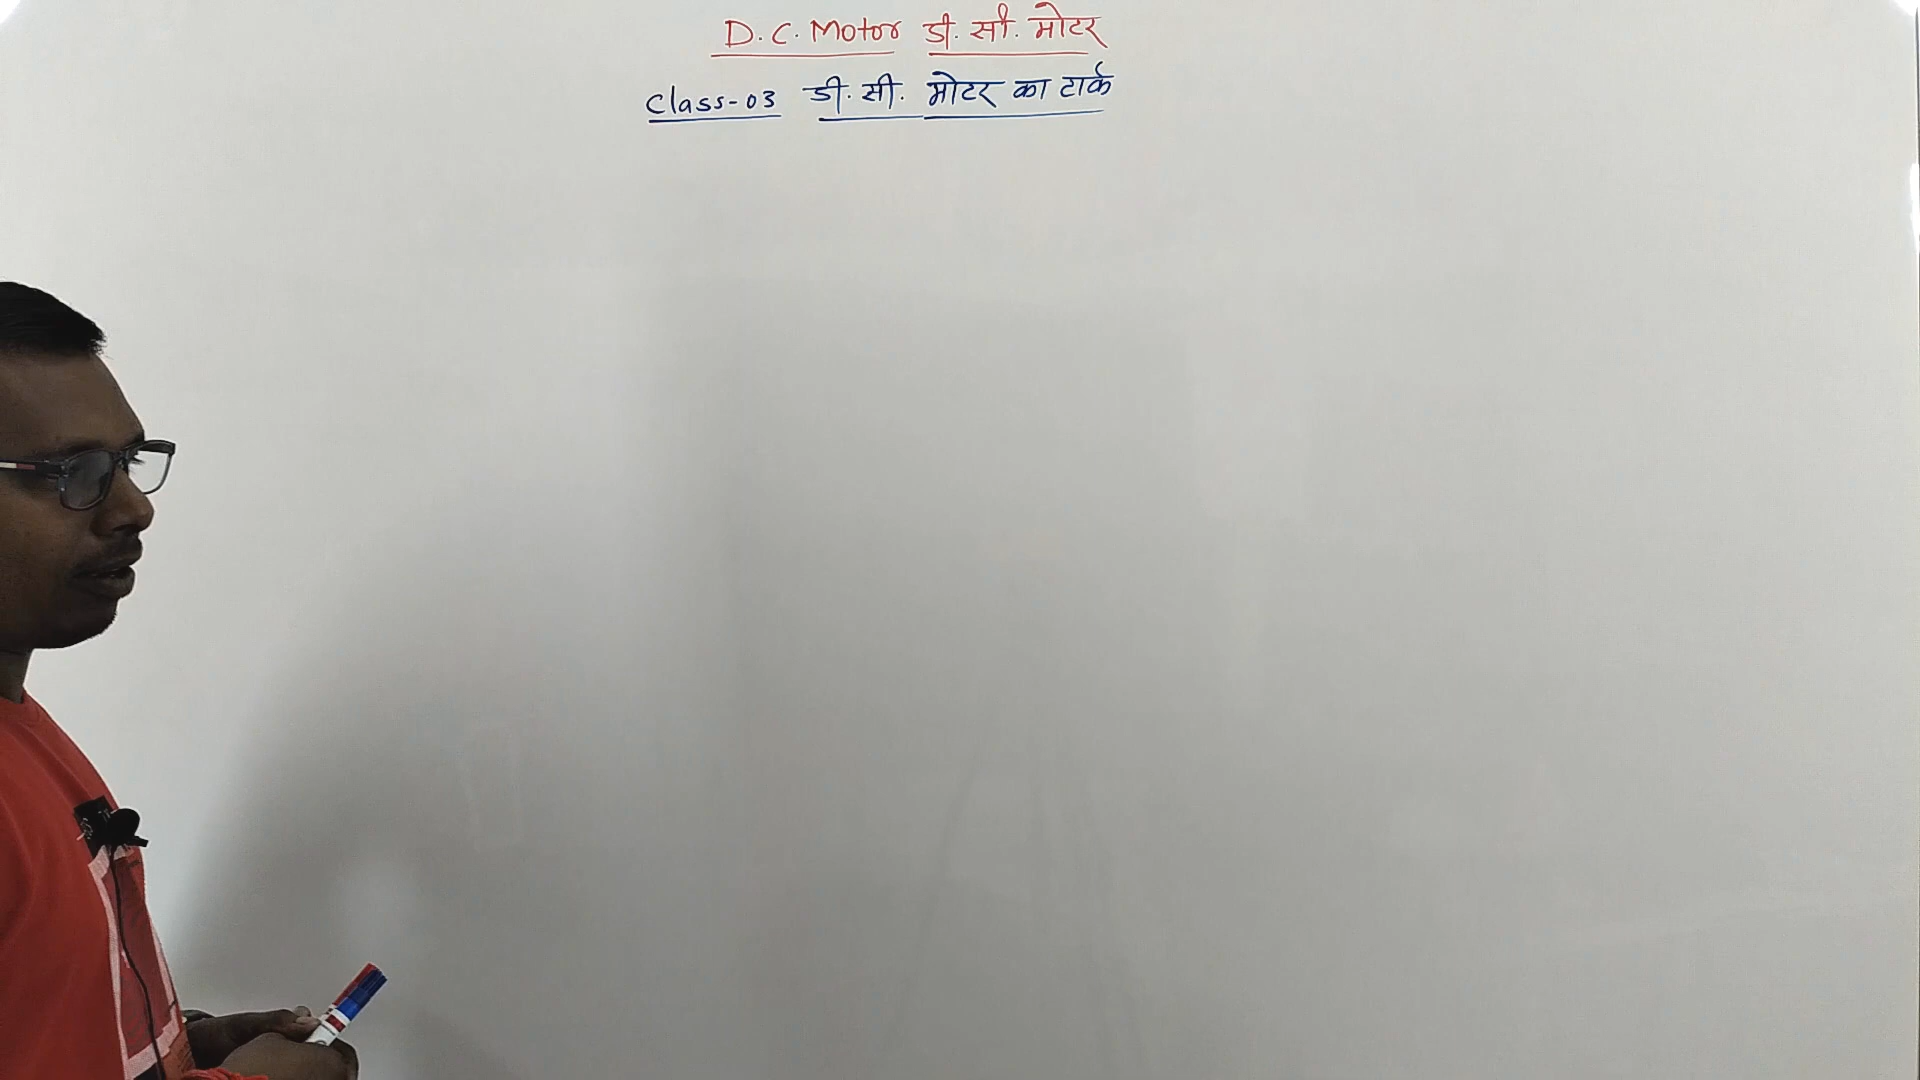 D.C. Motor डी.सी. मोटर
Class-03 डी.सी. मोटर का टार्क